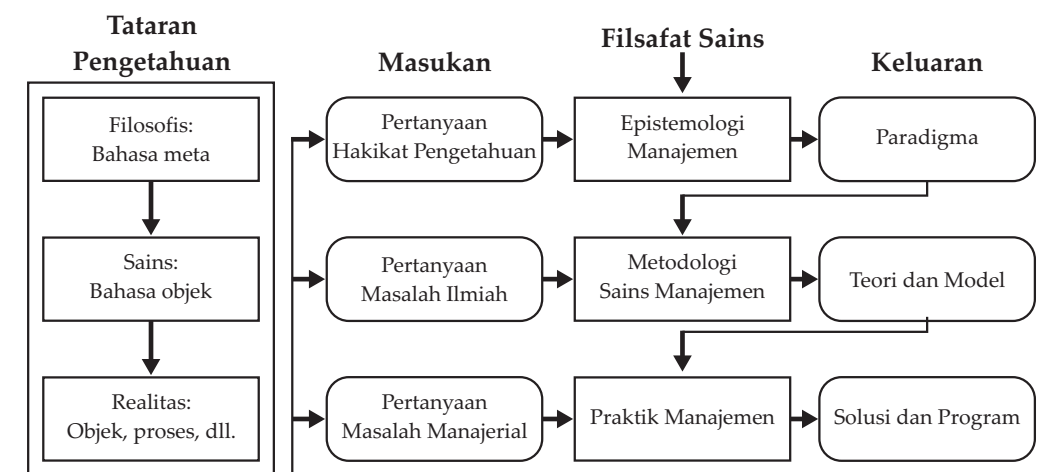 Tataran
Pengetahuan
Masukan
Filsafat Sains
Keluaran
Filosofis:
Bahasa meta
Pertanyaan
Hakikat Pengetahuan
Epistemologi
Manajemen
Paradigma
Sains:
Bahasa objek
Pertanyaan
Masalah Ilmiah
Metodologi
Sains Manajemen
Teori dan Model
Realitas:
Objek, proses, dll.
Pertanyaan
Masalah Manajerial
Praktik Manajemen
Solusi dan Program